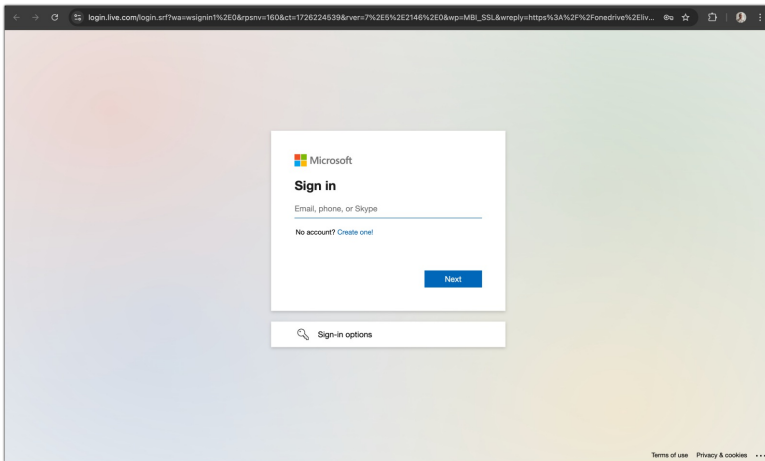 login.live.com/login.srf?wa=wsignin1%2E0&rpsnv=160&ct=1726224539&rver=7%2E5%2E2146%2E0&wp=MBI_SSL&wreply=https%3A%2F%2Fonedrive%2Eliv...
Microsoft
Sign in
Email, phone, or Skype
No account? Create one!
Next
Sign-in options
Terms of use Privacy & cookies ...